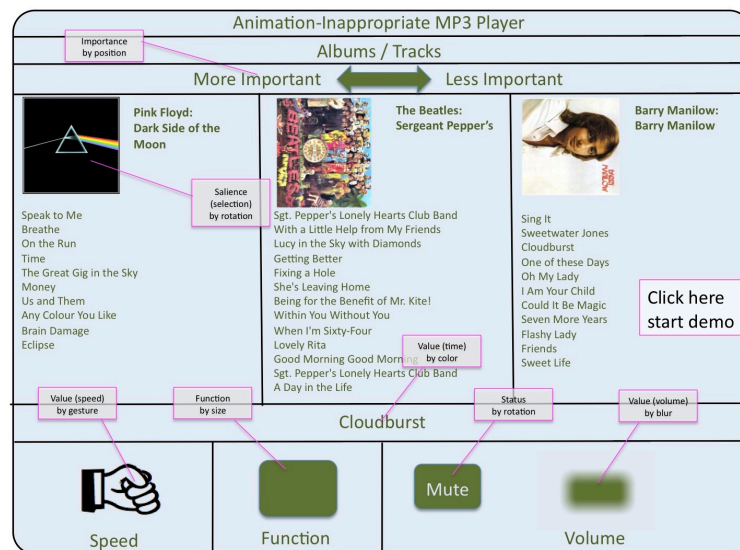 Animation-Inappropriate MP3 Player
Importance
by position
Albums / Tracks
More Important
Less Important
Pink Floyd:
Dark Side of the
Moon
BEATLES
The Beatles:
Sergeant Pepper's
Barry Manilow:
Barry Manilow
Salience
(selection)
by rotation
Speak to Me
Breathe
On the Run
Time
The Great Gig in the Sky
Money
Us and Them
Any Colour You Like
Brain Damage
Eclipse
Sgt. Pepper's Lonely Hearts Club Band
With a Little Help from My Friends
Lucy in the Sky with Diamonds
Getting Better
Fixing a Hole
She's Leaving Home
Being for the Benefit of Mr. Kite!
Within You Without You
When I'm Sixty-Four
Lovely Rita
Good Morning Good Morning
Sgt. Pepper's Lonely Hearts Club Band
A Day in the Life
Sing It
Sweetwater Jones
Cloudburst
One of these Days
Oh My Lady
I Am Your Child
Could It Be Magic
Seven More Years
Flashy Lady
Friends
Sweet Life
Click here
start demo
Value (time)
by color
Value (speed)
by gesture
Function
by size
Status
by rotation
Value (volume)
by blur
Cloudburst
Mute
Speed
Function
Volume